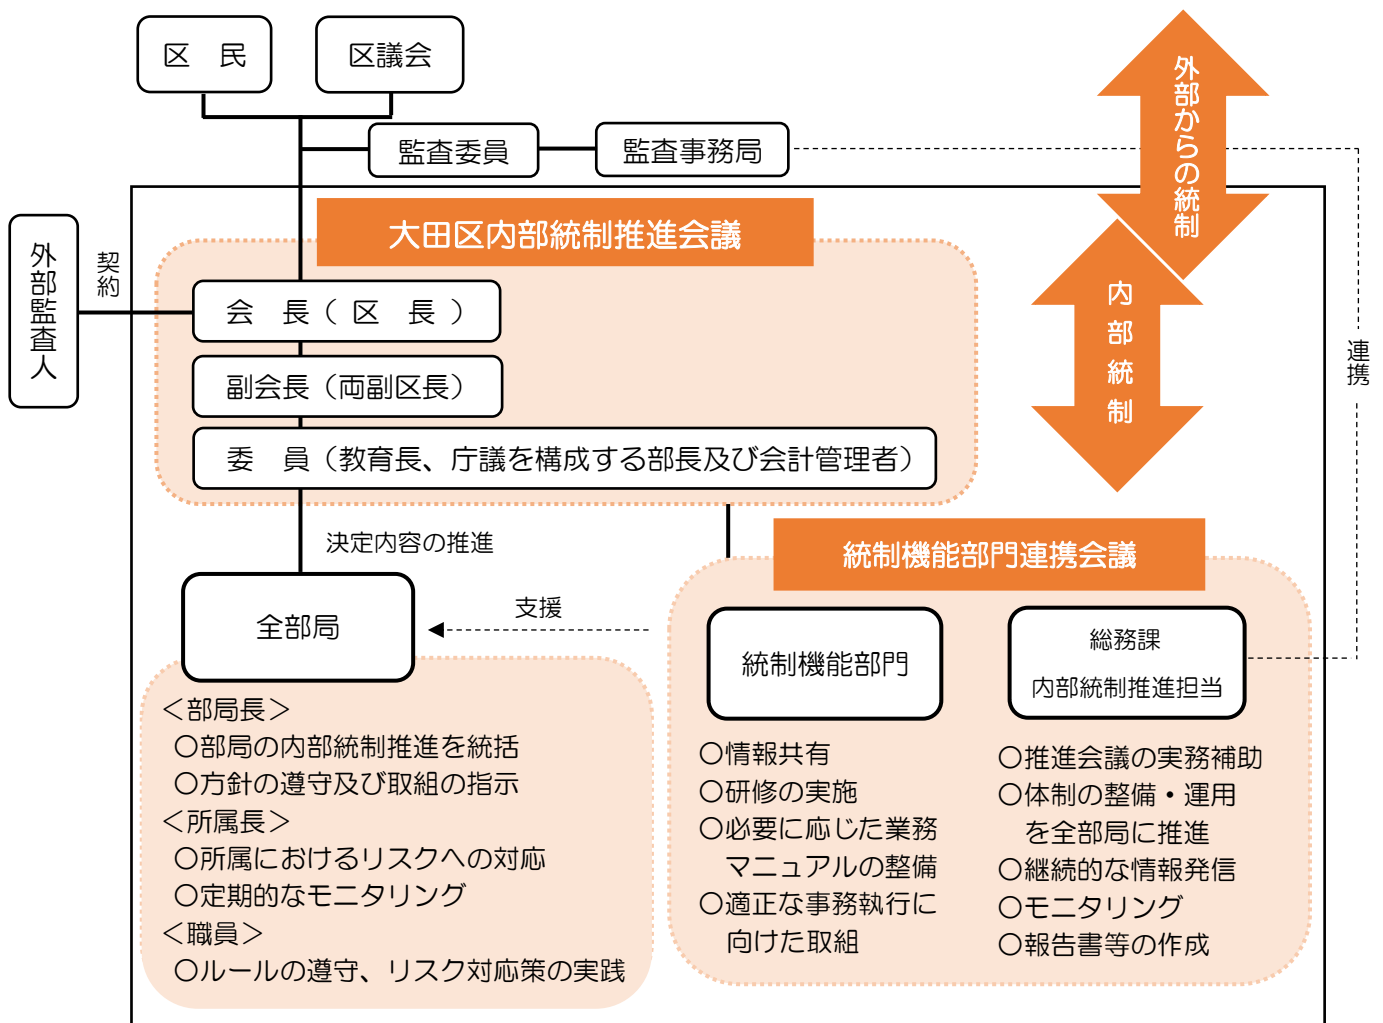 区　民
区議会
監査委員
監査事務局
外部からの統制
大田区内部統制推進会議
外部監査人
契約
会　長（ 区　長 ）
副会長（両副区長）
委　員（教育長、庁議を構成する部長及び会計管理者）
内部統制
連携
決定内容の推進
統制機能部門連携会議
支援
全部局
＜部局長＞
〇部局の内部統制推進を統括
〇方針の遵守及び取組の指示
＜所属長＞
〇所属におけるリスクへの対応
〇定期的なモニタリング
＜職員＞
〇ルールの遵守、リスク対応策の実践
統制機能部門
〇情報共有
〇研修の実施
〇必要に応じた業務
マニュアルの整備
〇適正な事務執行に
向けた取組
総務課
内部統制推進担当
〇推進会議の実務補助
〇体制の整備・運用
を全部局に推進
〇継続的な情報発信
〇モニタリング
〇報告書等の作成